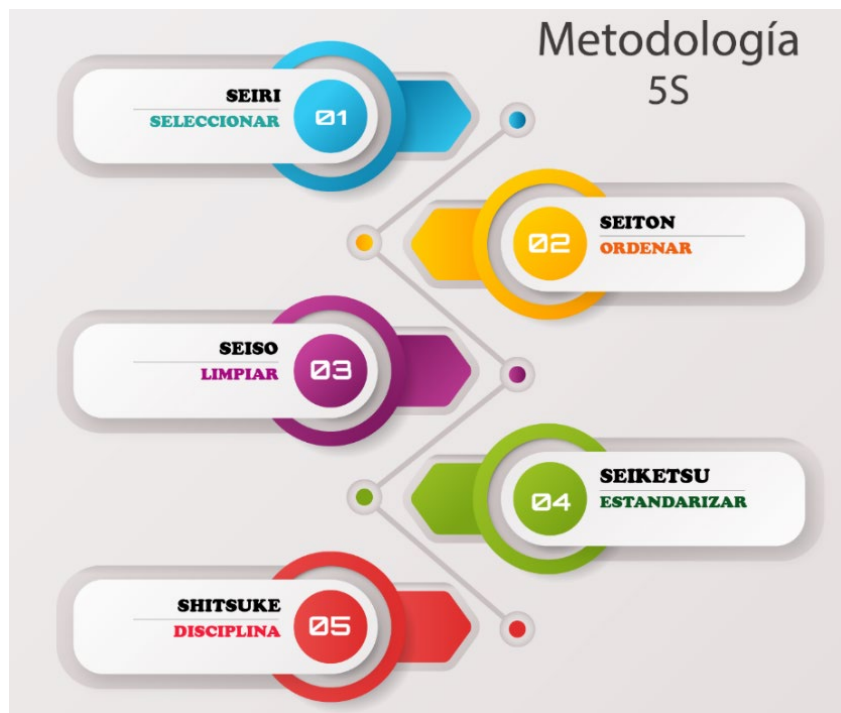 Metodología
5S
SEIRI
SELECCIONAR
01
SEITON
ORDENAR
02
SEISO
LIMPIAR
03
SEIKETSU
ESTANDARIZAR
04
SHITSUKE
DISCIPLINA
05